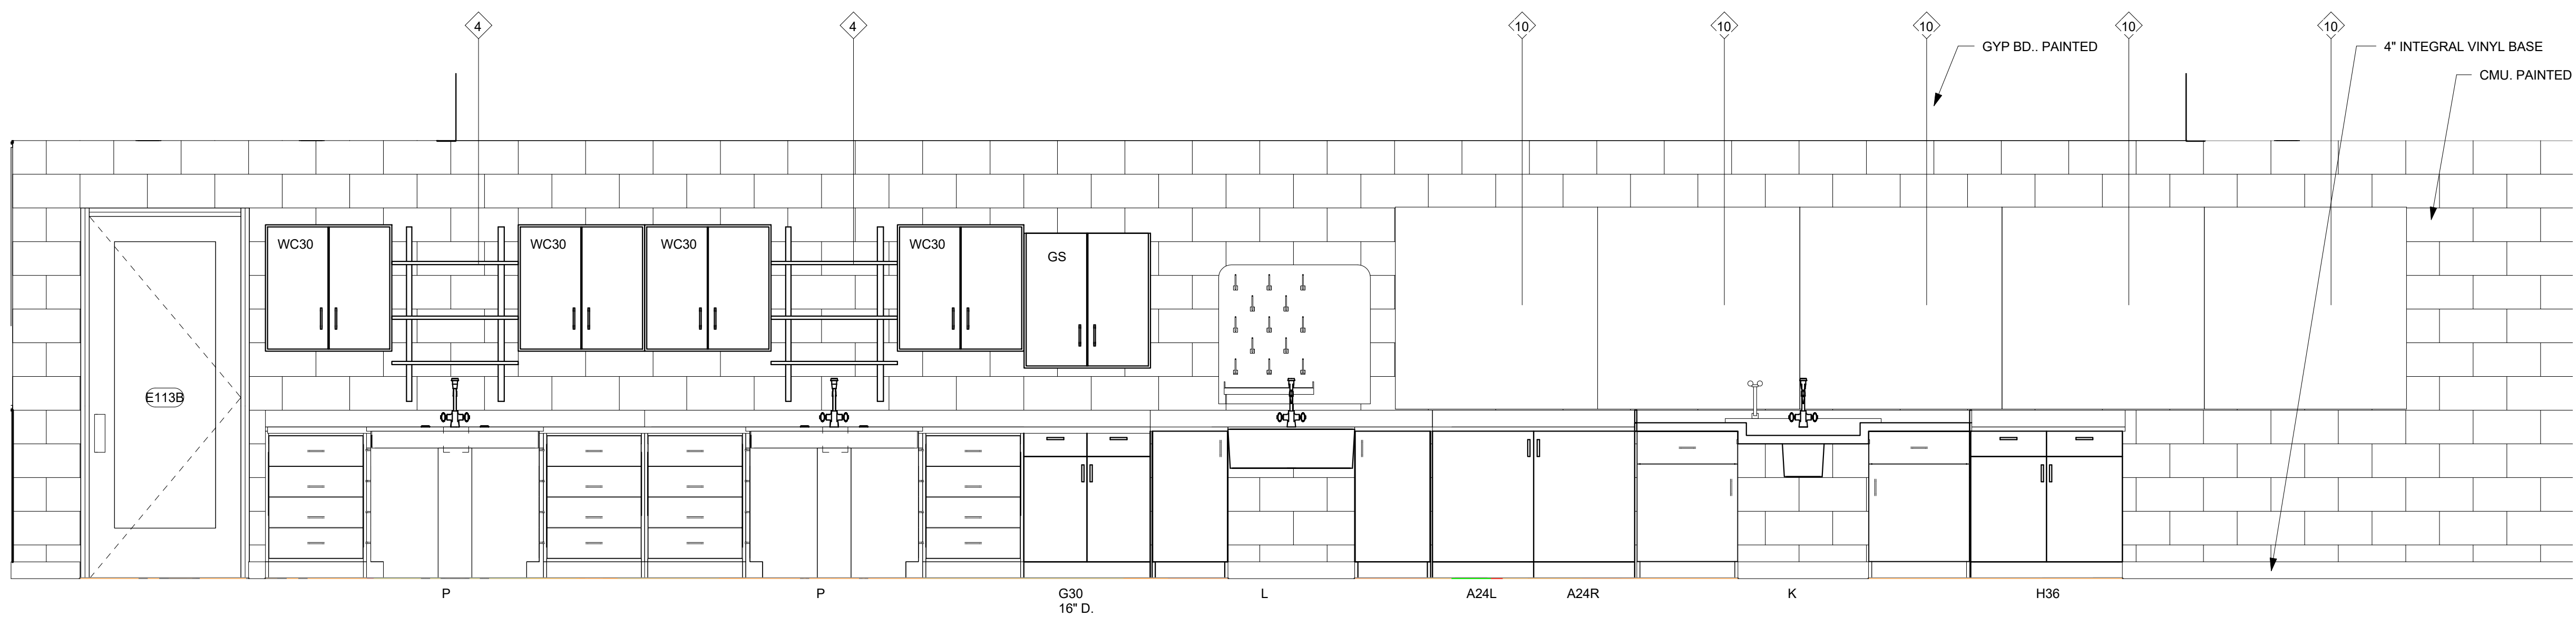 4
4
10
10
10
10
10
GYP BD.. PAINTED
4" INTEGRAL VINYL BASE
CMU. PAINTED
WC30
WC30
WC30
WC30
GS
E113B
P
P
G30
16" D.
L
A24L
A24R
K
H36